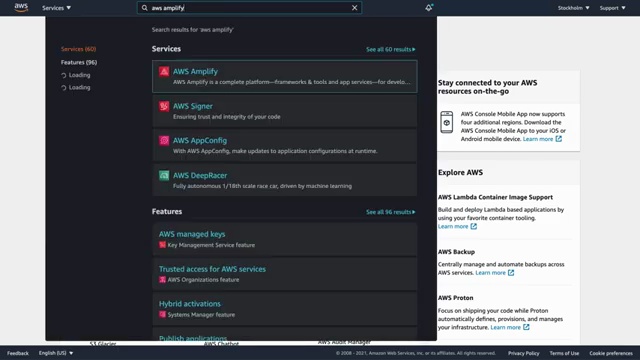 aws
Services
aws amplify
Stockholm
Support
Search results for 'aws amplify'
Services (60)
Features (96)
Loading
Loading
Services
See all 60 results
AWS Amplify
AWS Amplify is a complete platform—frameworks & tools and app services—for develo...
AWS Signer
Ensuring trust and integrity of your code
AWS AppConfig
With AWS AppConfig, make updates to application configurations at runtime.
AWS DeepRacer
Fully autonomous 1/18th scale race car, driven by machine learning
Features
See all 96 results
AWS managed keys
Key Management Service feature
Trusted access for AWS services
AWS Organizations feature
Hybrid activations
Systems Manager feature
Publish applications
Stay connected to your AWS
resources on-the-go
AWS Console Mobile App now supports
four additional regions. Download the
AWS Console Mobile App to your iOS or
Android mobile device. Learn more
Explore AWS
AWS Lambda Container Image Support
Build and deploy Lambda based applications by
using your favorite container tooling.
Learn more
AWS Backup
Centrally manage and automate backups across
AWS services. Learn more
AWS Proton
Focus on shipping your code while Proton
automatically defines, provisions, and manages
your infrastructure. Learn more
S3 Glacier
AWS Chatbot
AWS Audit Manager
Feedback
English (US)
© 2008 - 2021, Amazon Web Services, Inc. or its affiliates. All rights reserved.
Privacy Policy
Terms of Use
Cookie preferences